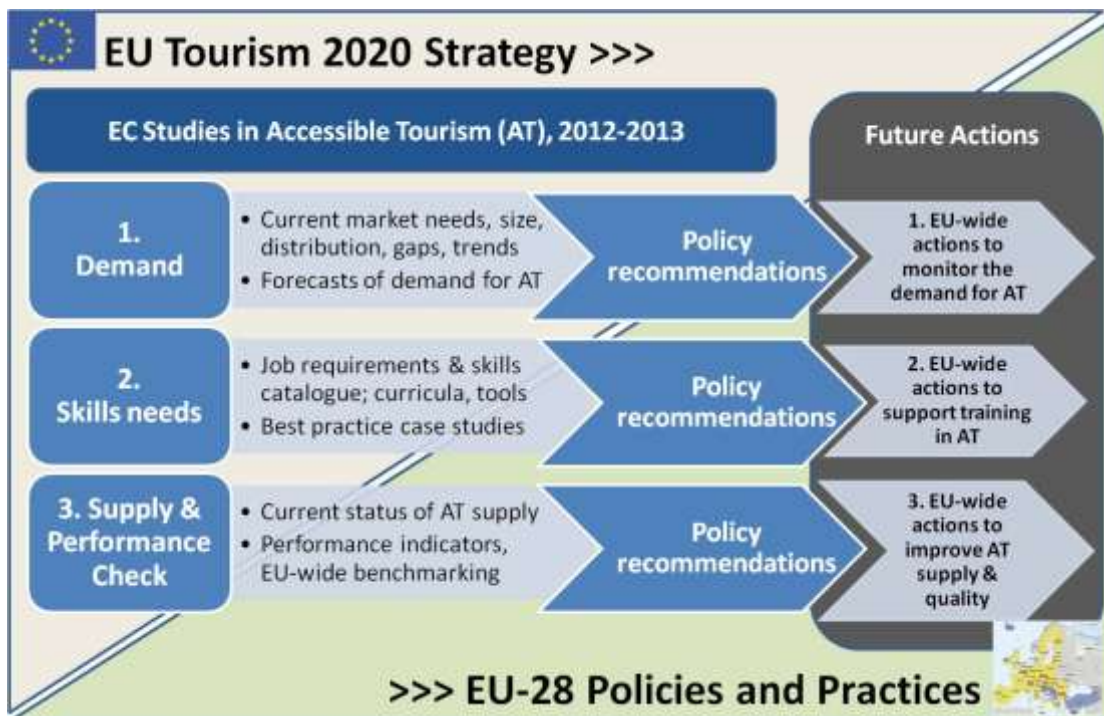 EU Tourism 2020 Strategy >>>
EC Studies in Accessible Tourism (AT), 2012-2013
Future Actions
1.
Demand
• Current market needs, size,
distribution, gaps, trends
• Forecasts of demand for AT
Policy
recommendations
1. EU-wide
actions to
monitor the
demand for AT
2.
Skills needs
• Job requirements & skills
catalogue; curricula, tools
• Best practice case studies
Policy
recommendations
2. EU-wide
actions to
support training
in AT
3. Supply &
Performance
Check
• Current status of AT supply
• Performance indicators,
EU-wide benchmarking
Policy
recommendations
3. EU-wide
actions to
improve AT
supply &
quality
>>> EU-28 Policies and Practices